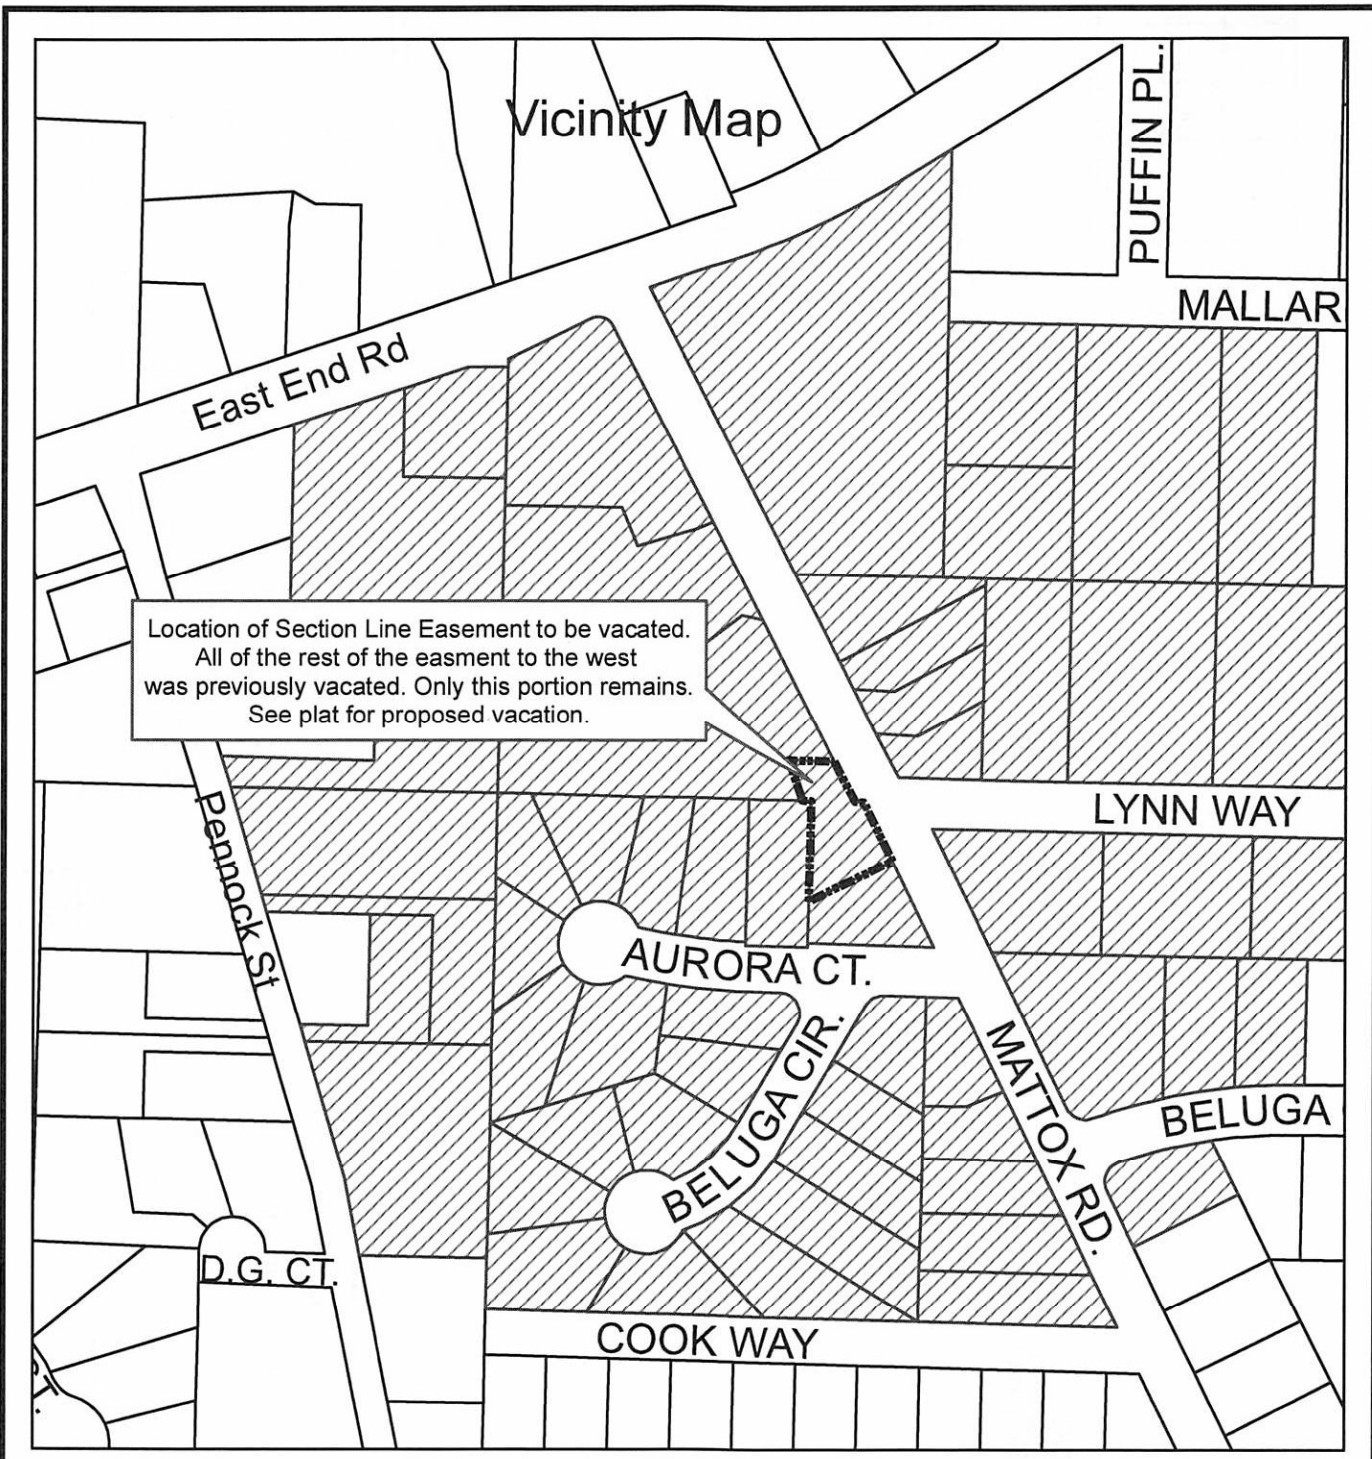 Vicinity Map
PUFFIN PL.
MALLAR
East End Rd
Location of Section Line Easement to be vacated.
All of the rest of the easment to the west
was previously vacated. Only this portion remains.
See plat for proposed vacation.
LYNN WAY
Pennock St
AURORA CT.
BELUGA CIR.
MATTOX RD.
BELUGA
D.G. CT.
COOK WAY
ST.